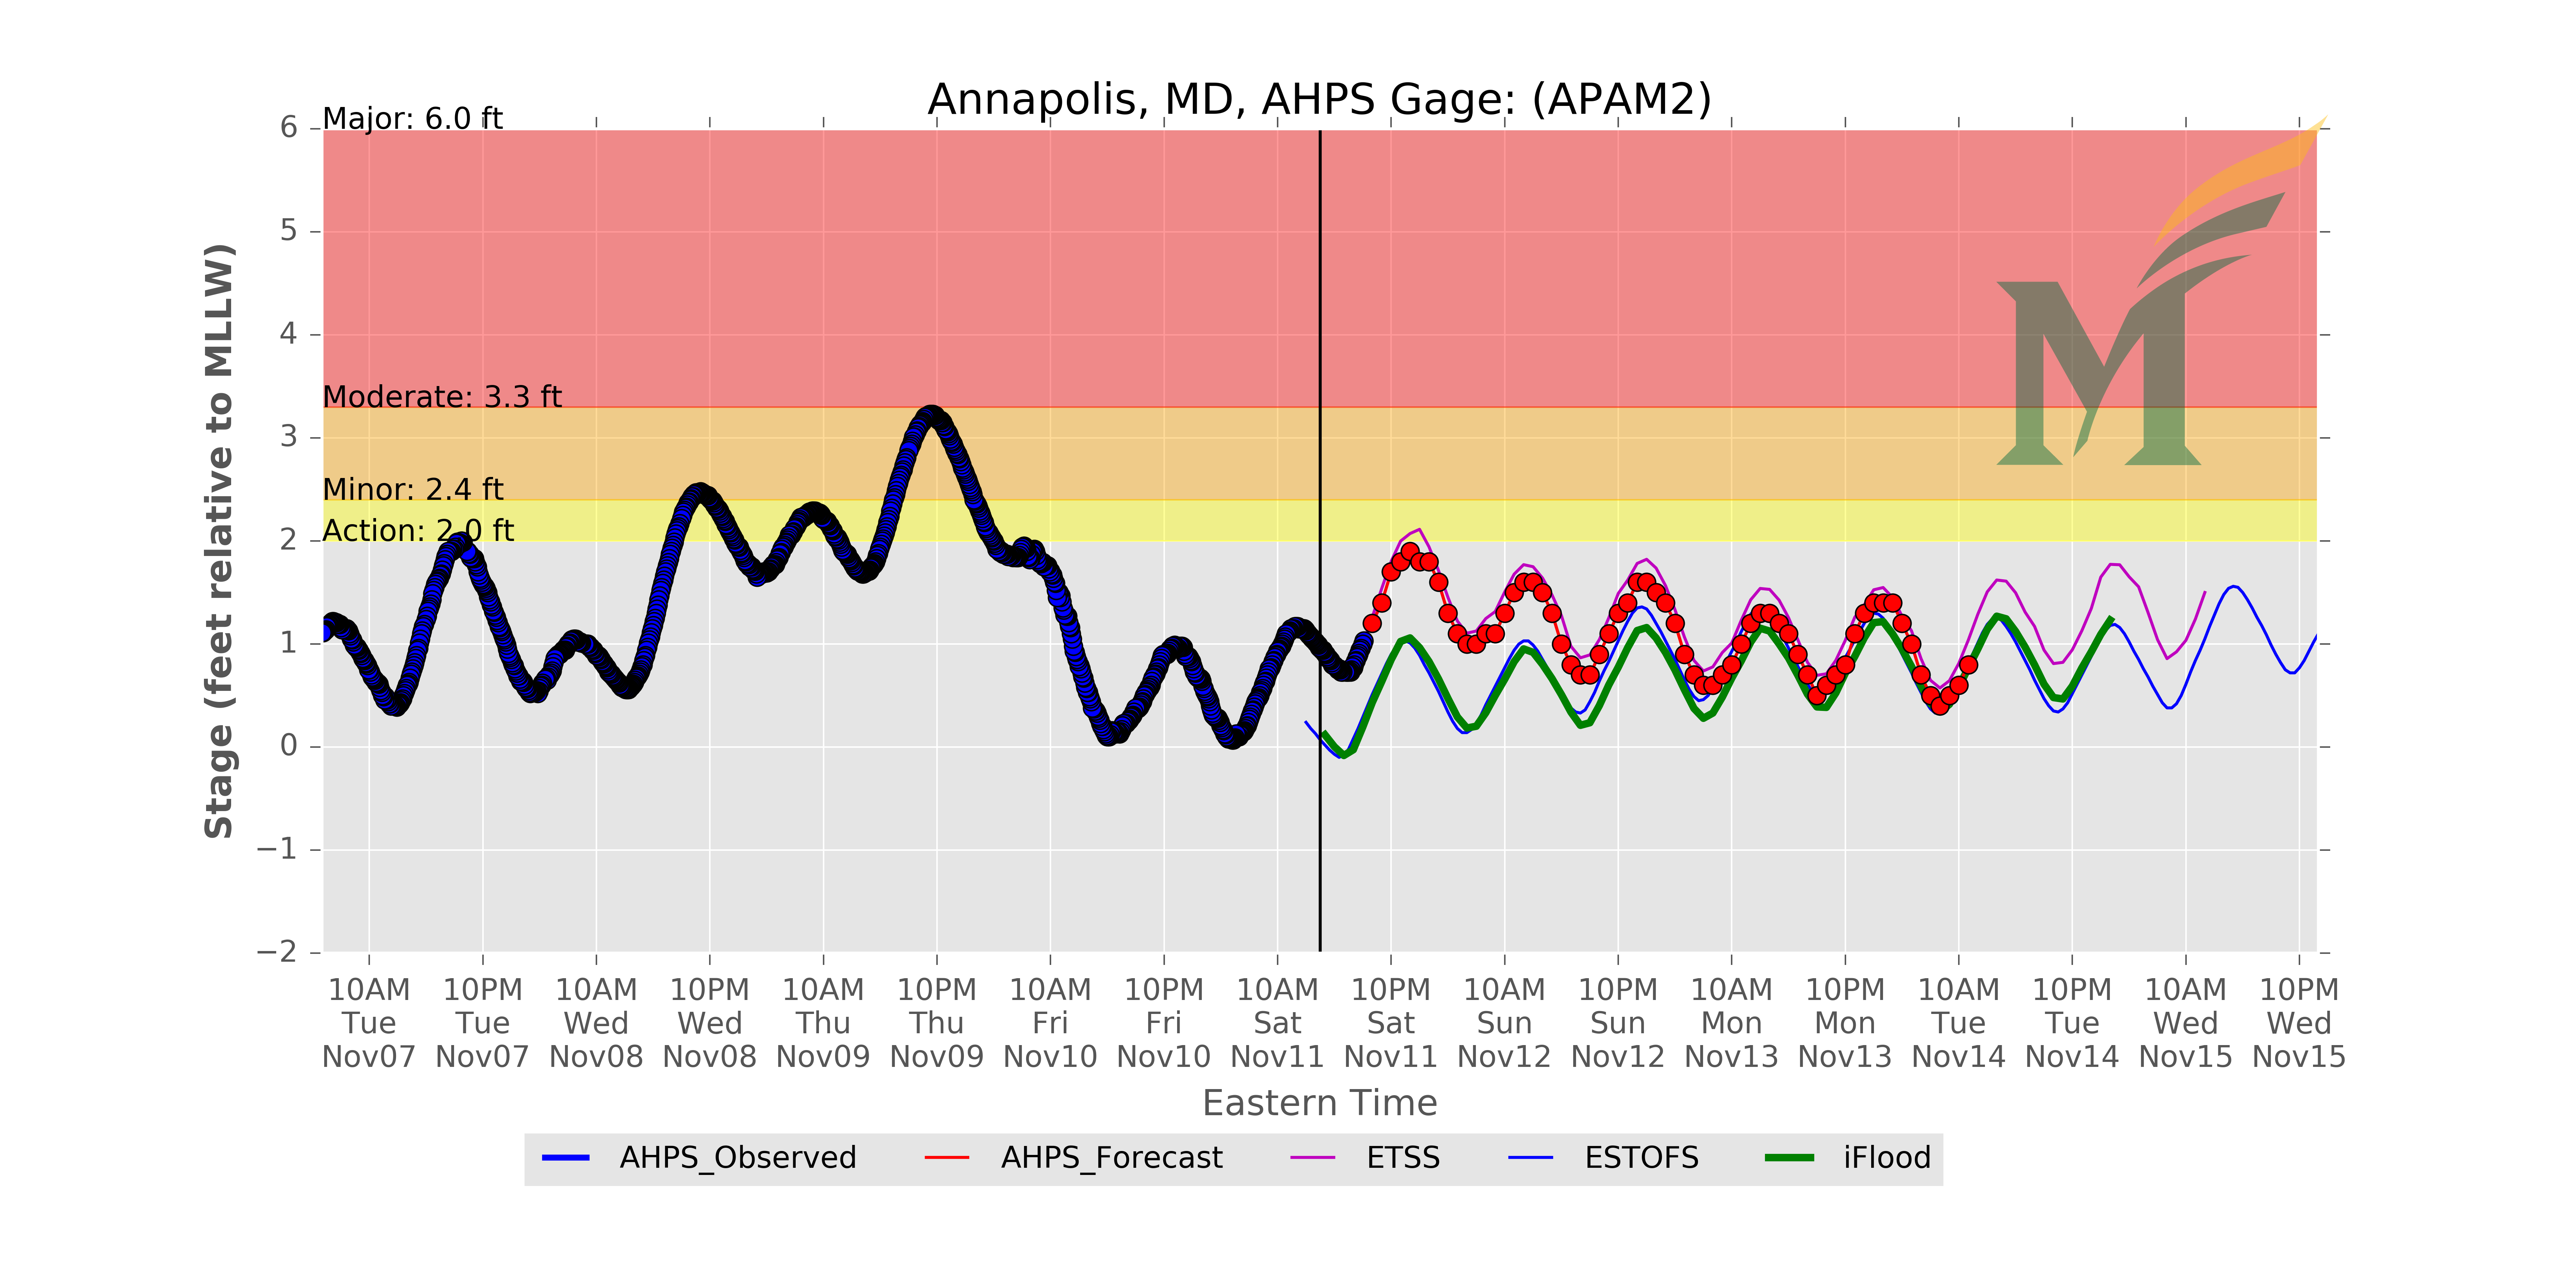 Annapolis, MD, AHPS Gage: (APAM2)
Major: 6.0 ft
Moderate: 3.3 ft
Minor: 2.4 ft
Action: 2.0 ft
Stage (feet relative to MLLW)
6
5
4
3
2
1
0
−1
−2
10AM 10PM 10AM 10PM 10AM 10PM 10AM 10PM 10AM 10PM 10AM 10PM 10AM 10PM 10AM 10PM 10AM 10PM
Tue Tue Wed Wed Thu Thu Fri Fri Sat Sat Sun Sun Mon Mon Tue Tue Wed Wed
Nov07 Nov07 Nov08 Nov08 Nov09 Nov09 Nov10 Nov10 Nov11 Nov11 Nov12 Nov12 Nov13 Nov13 Nov14 Nov14 Nov15 Nov15
Eastern Time
AHPS_Observed AHPS_Forecast ETSS ESTOFS iFlood
M